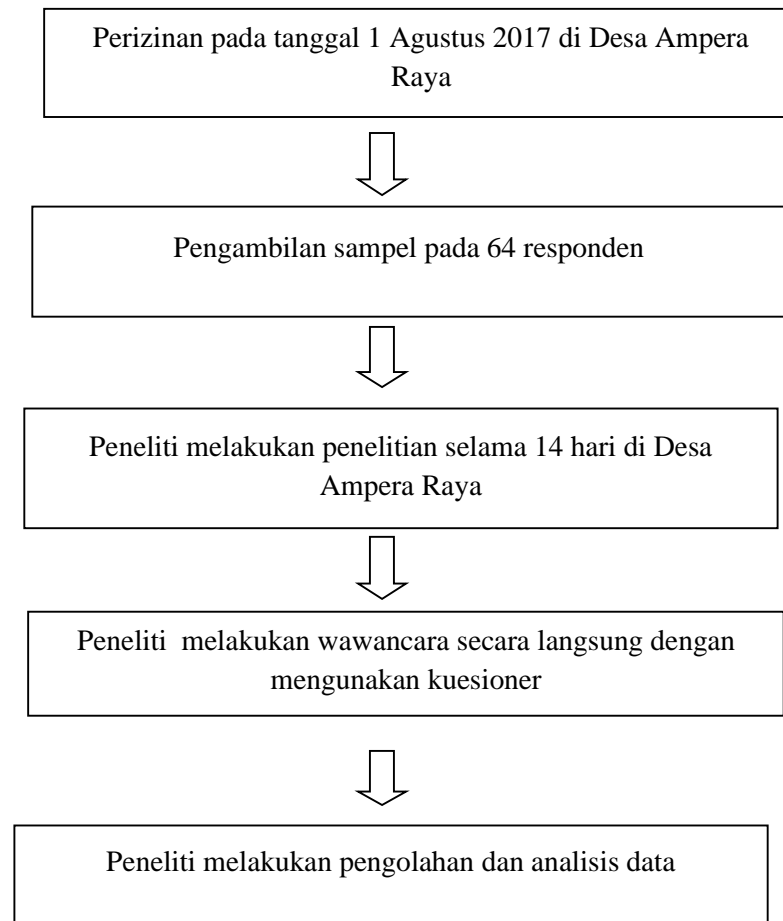 Perizinan pada tanggal 1 Agustus 2017 di Desa Ampera
Raya
Pengambilan sampel pada 64 responden
Peneliti melakukan penelitian selama 14 hari di Desa
Ampera Raya
Peneliti  melakukan wawancara secara langsung dengan
mengunakan kuesioner
Peneliti melakukan pengolahan dan analisis data